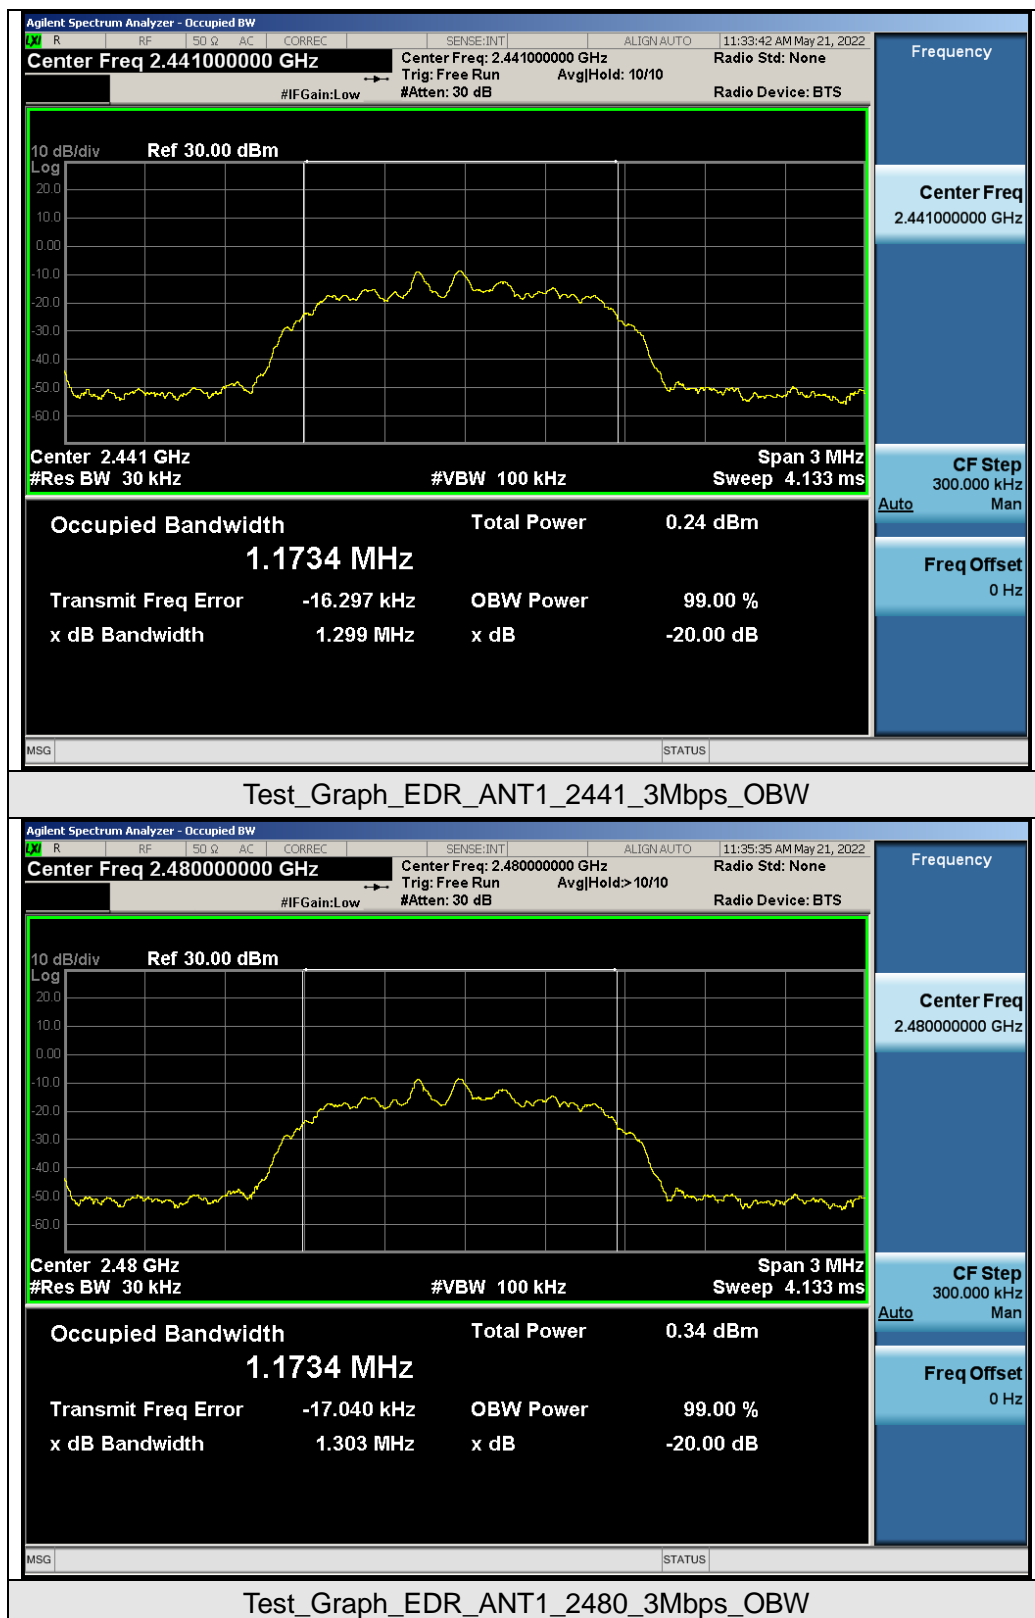 Agilent Spectrum Analyzer - Occupied BW
LXI R RF 50 Ω AC CORREC SENSE:INT ALIGN AUTO 11:33:42 AM May 21, 2022
Center Freq 2.441000000 GHz
Center Freq: 2.441000000 GHz
Radio Std: None
Trig: Free Run Avg|Hold: 10/10
#IFGain:Low #Atten: 30 dB Radio Device: BTS
Frequency
10 dB/div Ref 30.00 dBm
Log
20.0
10.0
0.00
-10.0
-20.0
-30.0
-40.0
-50.0
-60.0
Center 2.441 GHz Span 3 MHz
#Res BW 30 kHz #VBW 100 kHz Sweep 4.133 ms
Center Freq
2.441000000 GHz
CF Step
300.000 kHz
Auto Man
Freq Offset
0 Hz
Occupied Bandwidth Total Power 0.24 dBm
1.1734 MHz
Transmit Freq Error -16.297 kHz OBW Power 99.00 %
x dB Bandwidth 1.299 MHz x dB -20.00 dB
MSG STATUS
Test_Graph_EDR_ANT1_2441_3Mbps_OBW
Agilent Spectrum Analyzer - Occupied BW
LXI R RF 50 Ω AC CORREC SENSE:INT ALIGN AUTO 11:35:35 AM May 21, 2022
Center Freq 2.480000000 GHz
Center Freq: 2.480000000 GHz
Radio Std: None
Trig: Free Run Avg|Hold:> 10/10
#IFGain:Low #Atten: 30 dB Radio Device: BTS
Frequency
10 dB/div Ref 30.00 dBm
Log
20.0
10.0
0.00
-10.0
-20.0
-30.0
-40.0
-50.0
-60.0
Center 2.48 GHz Span 3 MHz
#Res BW 30 kHz #VBW 100 kHz Sweep 4.133 ms
Center Freq
2.480000000 GHz
CF Step
300.000 kHz
Auto Man
Freq Offset
0 Hz
Occupied Bandwidth Total Power 0.34 dBm
1.1734 MHz
Transmit Freq Error -17.040 kHz OBW Power 99.00 %
x dB Bandwidth 1.303 MHz x dB -20.00 dB
MSG STATUS
Test_Graph_EDR_ANT1_2480_3Mbps_OBW